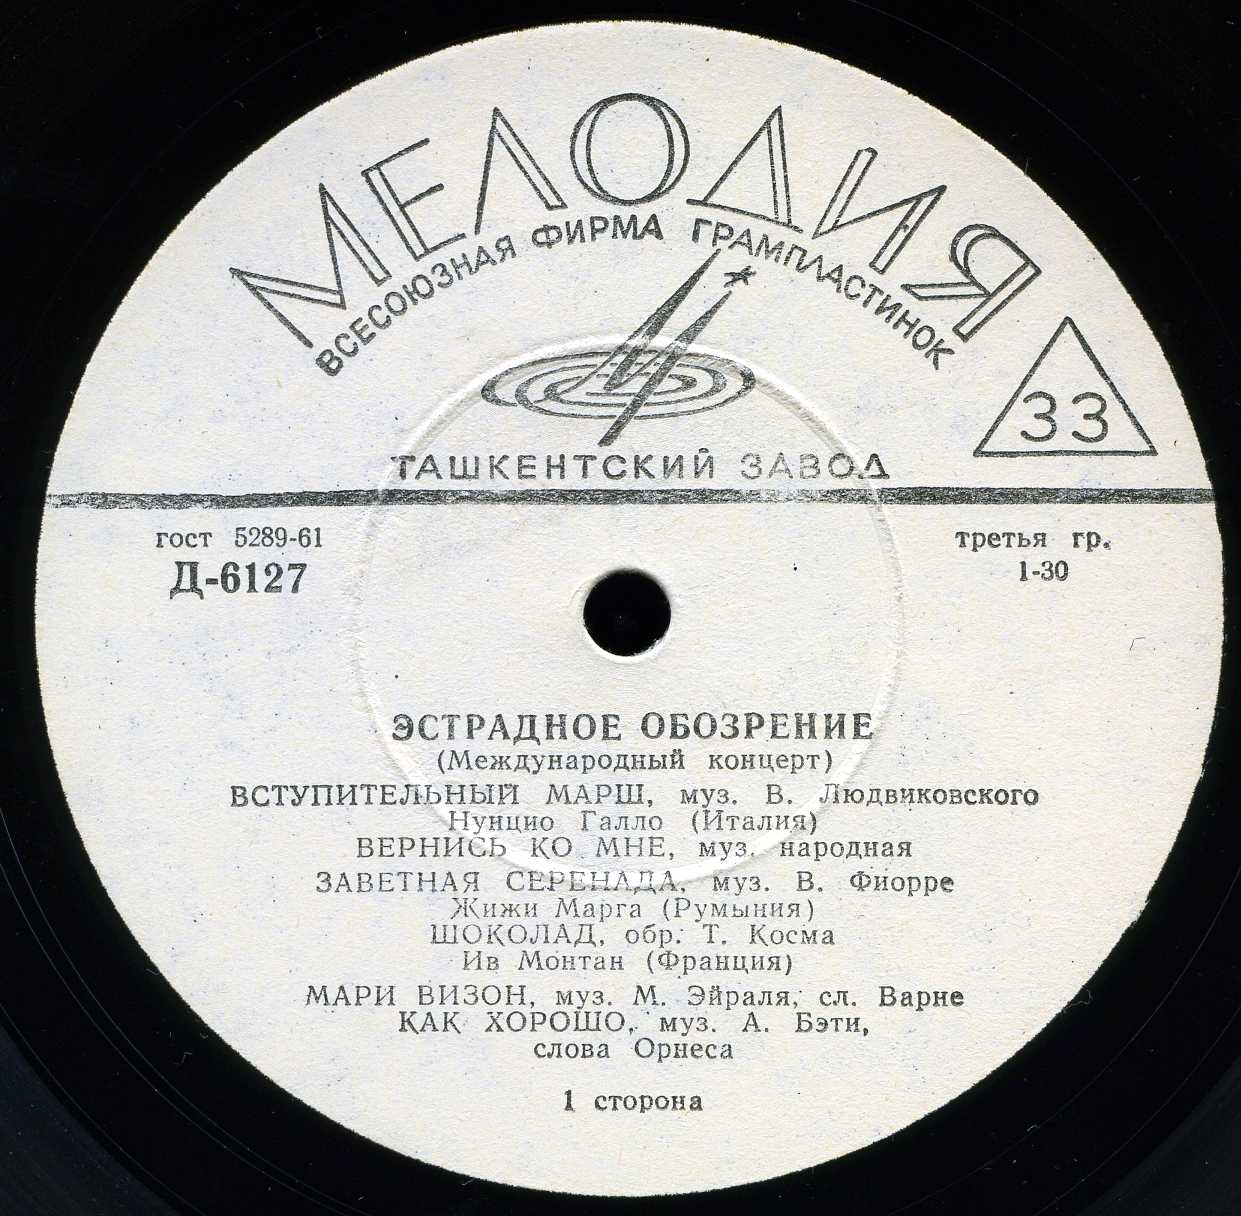 МЕЛОДИЯ
ВСЕСОЮЗНАЯ ФИРМА ГРАМПЛАСТИНОК
33
ТАШКЕНТСКИЙ ЗАВОД
гост 5289-61
третья гр.
Д-6127
1-30
ЭСТРАДНОЕ ОБОЗРЕНИЕ
(Международный концерт)
ВСТУПИТЕЛЬНЫЙ МАРШ, муз. В. Людвиковского
Нунцио Галло (Италия)
ВЕРНИСЬ КО МНЕ, муз. народная
ЗАВЕТНАЯ СЕРЕНАДА, муз. В. Фиорре
Жижи Марга (Румыния)
ШОКОЛАД, обр. Т. Косма
Ив Монтан (Франция)
МАРИ ВИЗОН, муз. М. Эйраля, сл. Варне
КАК ХОРОШО, муз. А. Бэти,
слова Орнеса
1 сторона